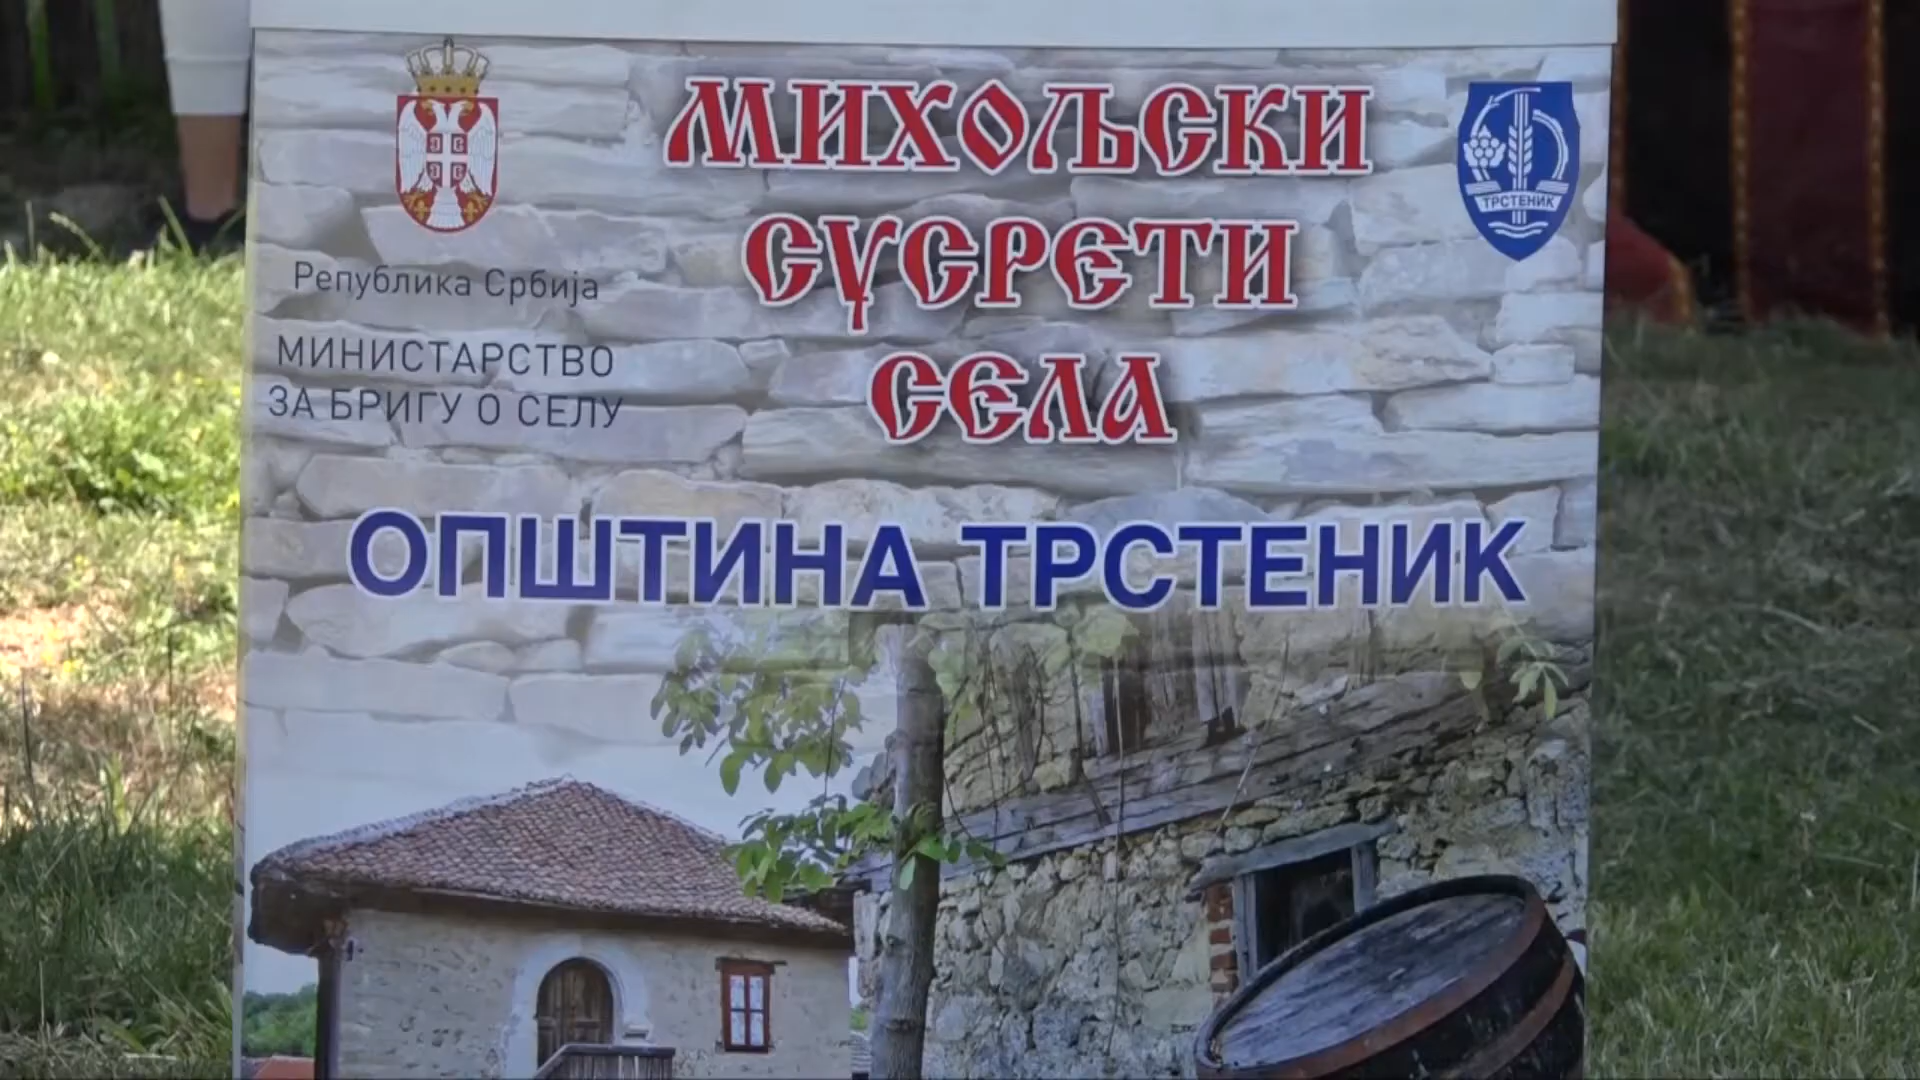 МИХОЉСКИ
СУСРЕТИ
СЕЛА
ТРСТЕНИК
Република Србија
МИНИСТАРСТВО
ЗА БРИГУ О СЕЛУ
ОПШТИНА ТРСТЕНИК